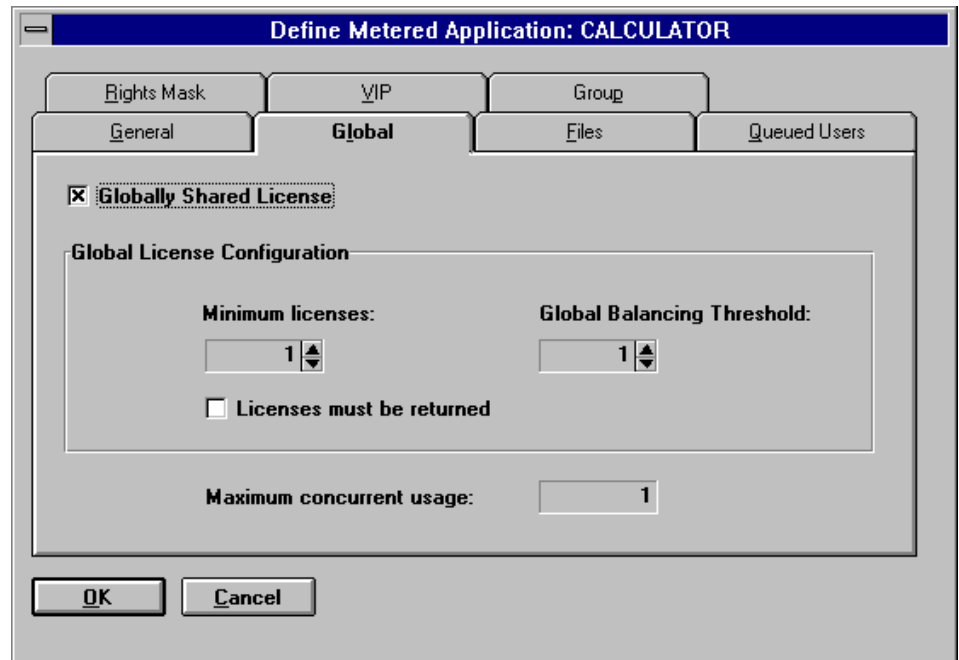 Define Metered Application: CALCULATOR
Rights Mask VIP Group
General Global Files Queued Users
Globally Shared License
Global License Configuration
Minimum licenses: Global Balancing Threshold:
1 1
Licenses must be returned
Maximum concurrent usage: 1
OK Cancel